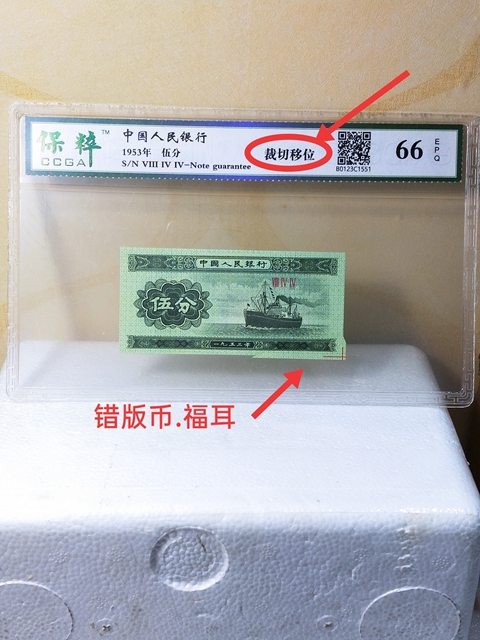 保粹™
CCGA
中国人民银行
1953年 伍分
S/N VIII IV IV-Note guarantee
裁切移位
B0123C1551
66
EPQ
中国人民银行
VIII IV IV
伍分
一九五三年
错版币.福耳